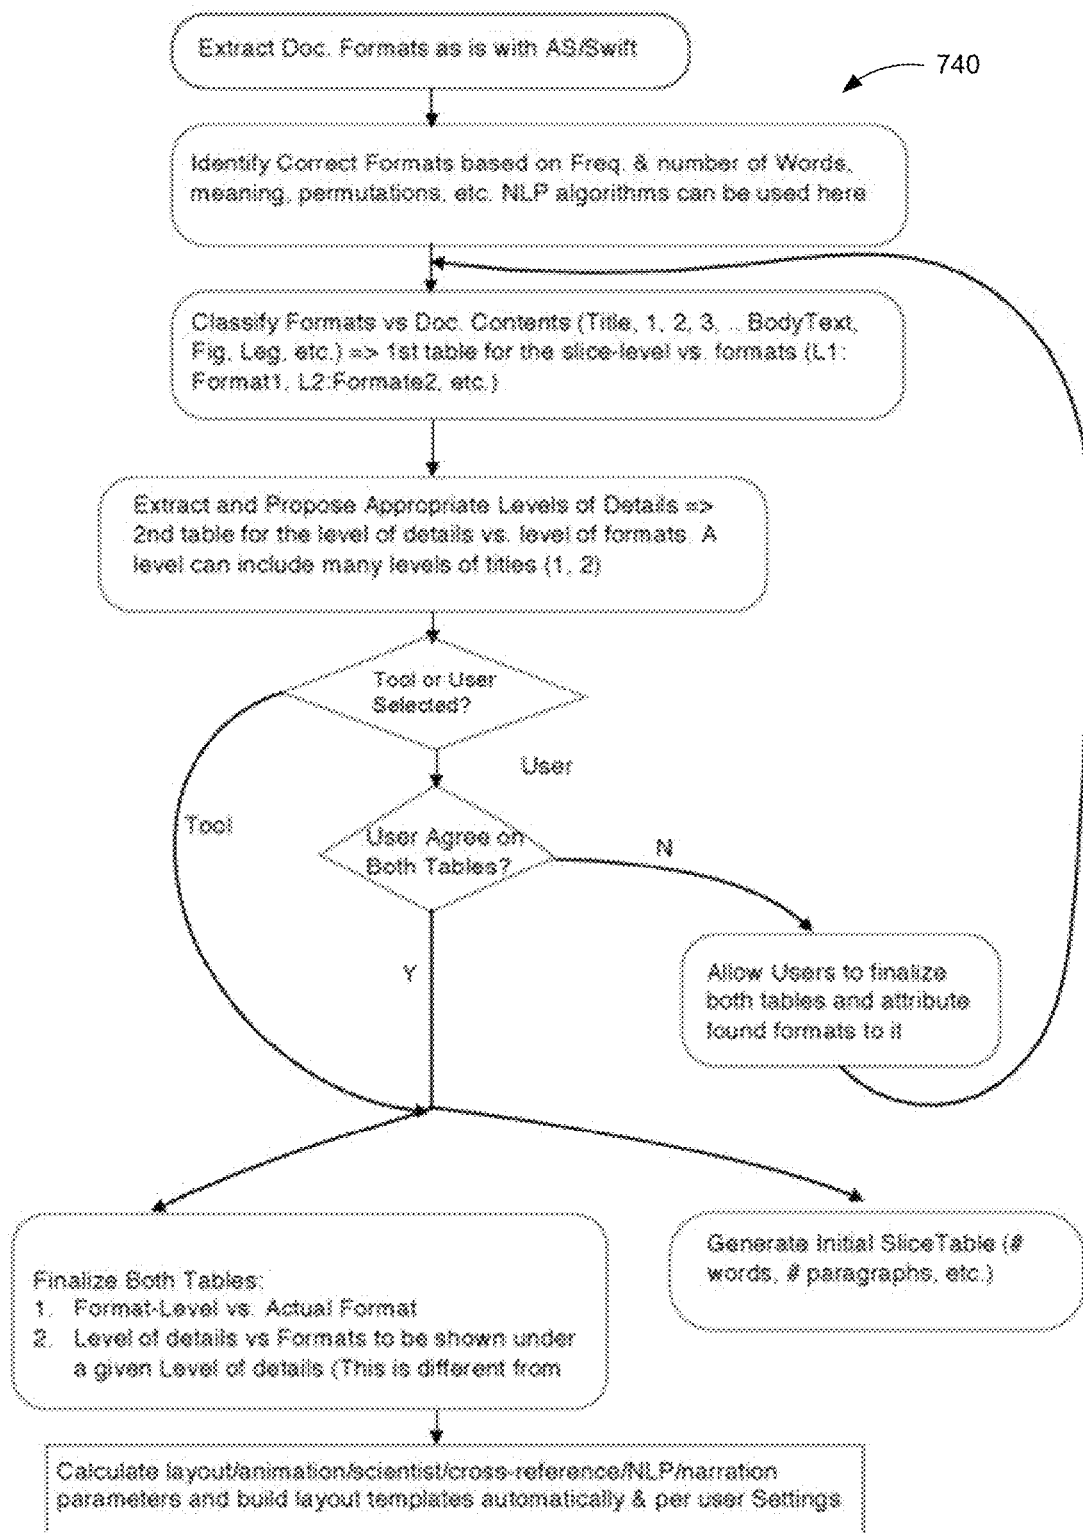 Extract Doc. Formats as is with AS/Swift
740
Identify Correct Formats based on Freq. & number of Words,
meaning, permutations, etc. NLP algorithms can be used here
Classify Formats vs Doc. Contents (Title, 1, 2, 3, .. BodyText,
Fig. Leg, etc.) => 1st table for the slice-level vs. formats (L1:
Format1, L2:Formate2, etc.)
Extract and Propose Appropriate Levels of Details =>
2nd table for the level of details vs. level of formats. A
level can include many levels of titles (1, 2)
Tool or User
Selected?
User
Tool
User Agree on
Both Tables?
N
Y
Allow Users to finalize
both tables and attribute
found formats to it
Generate Initial SliceTable (#
words, # paragraphs, etc.)
Finalize Both Tables:
1. Format-Level vs. Actual Format
2. Level of details vs Formats to be shown under
a given Level of details (This is different from
Calculate layout/animation/scientist/cross-reference/NLP/narration
parameters and build layout templates automatically & per user Settings